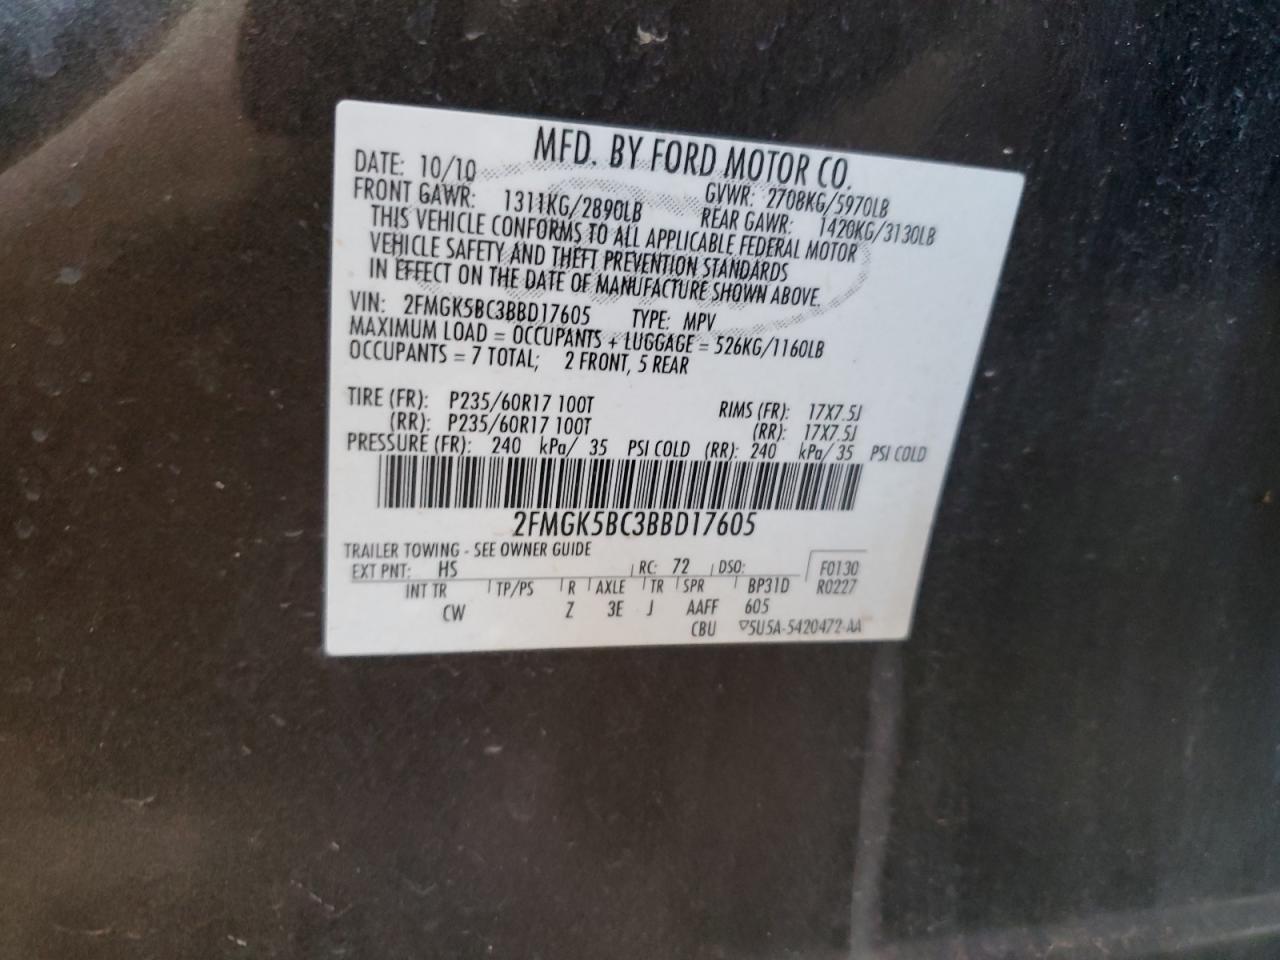 MFD. BY FORD MOTOR CO.
DATE: 10/10 GVWR: 2708KG/5970LB
FRONT GAWR: 1311KG/2890LB REAR GAWR: 1420KG/3130LB
THIS VEHICLE CONFORMS TO ALL APPLICABLE FEDERAL MOTOR
VEHICLE SAFETY AND THEFT PREVENTION STANDARDS
IN EFFECT ON THE DATE OF MANUFACTURE SHOWN ABOVE.
VIN: 2FMGK5BC3BBD17605 TYPE: MPV
MAXIMUM LOAD = OCCUPANTS + LUGGAGE = 526KG/1160LB
OCCUPANTS = 7 TOTAL; 2 FRONT, 5 REAR
TIRE (FR): P235/60R17 100T RIMS (FR): 17X7.5J
(RR): P235/60R17 100T (RR): 17X7.5J
PRESSURE (FR): 240 kPa/ 35 PSI COLD (RR): 240 kPa/ 35 PSI COLD
2FMGK5BC3BBD17605
TRAILER TOWING - SEE OWNER GUIDE
EXT PNT: HS RC: 72 DSO: F0130
INT TR TP/PS R AXLE TR SPR BP31D R0227
CW Z 3E J AAFF 605
CBU ▽5U5A-5420472-AA